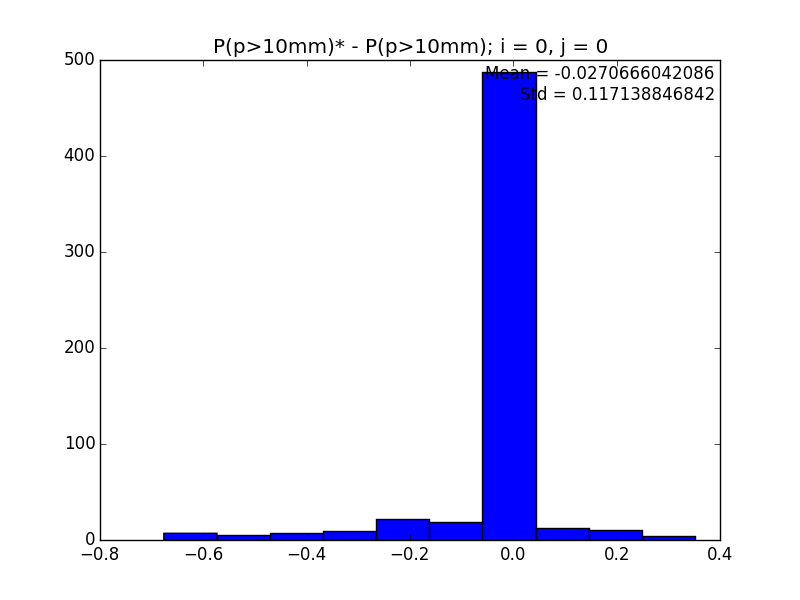 P(p>10mm)* - P(p>10mm); i = 0, j = 0
Mean = -0.0270666042086
Std = 0.117138846842
500
400
300
200
100
0
−0.8 −0.6 −0.4 −0.2 0.0 0.2 0.4